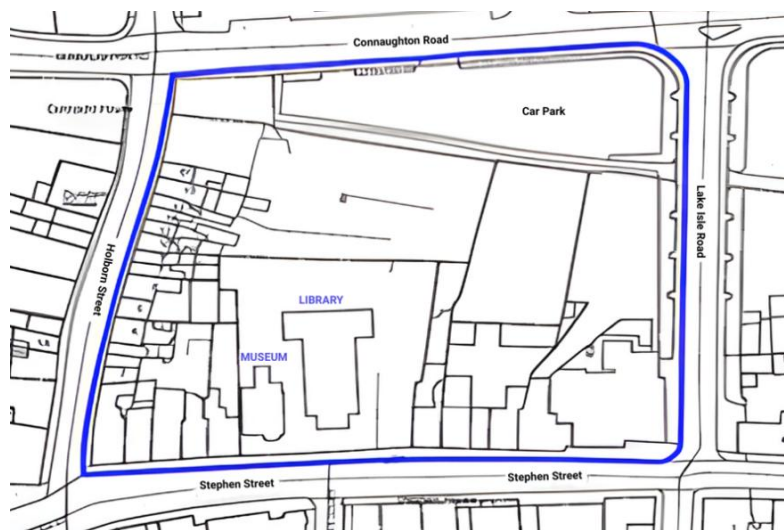 Connaughton Road
Car Park
Lake Isle Road
Holborn Street
LIBRARY
MUSEUM
Stephen Street
Stephen Street